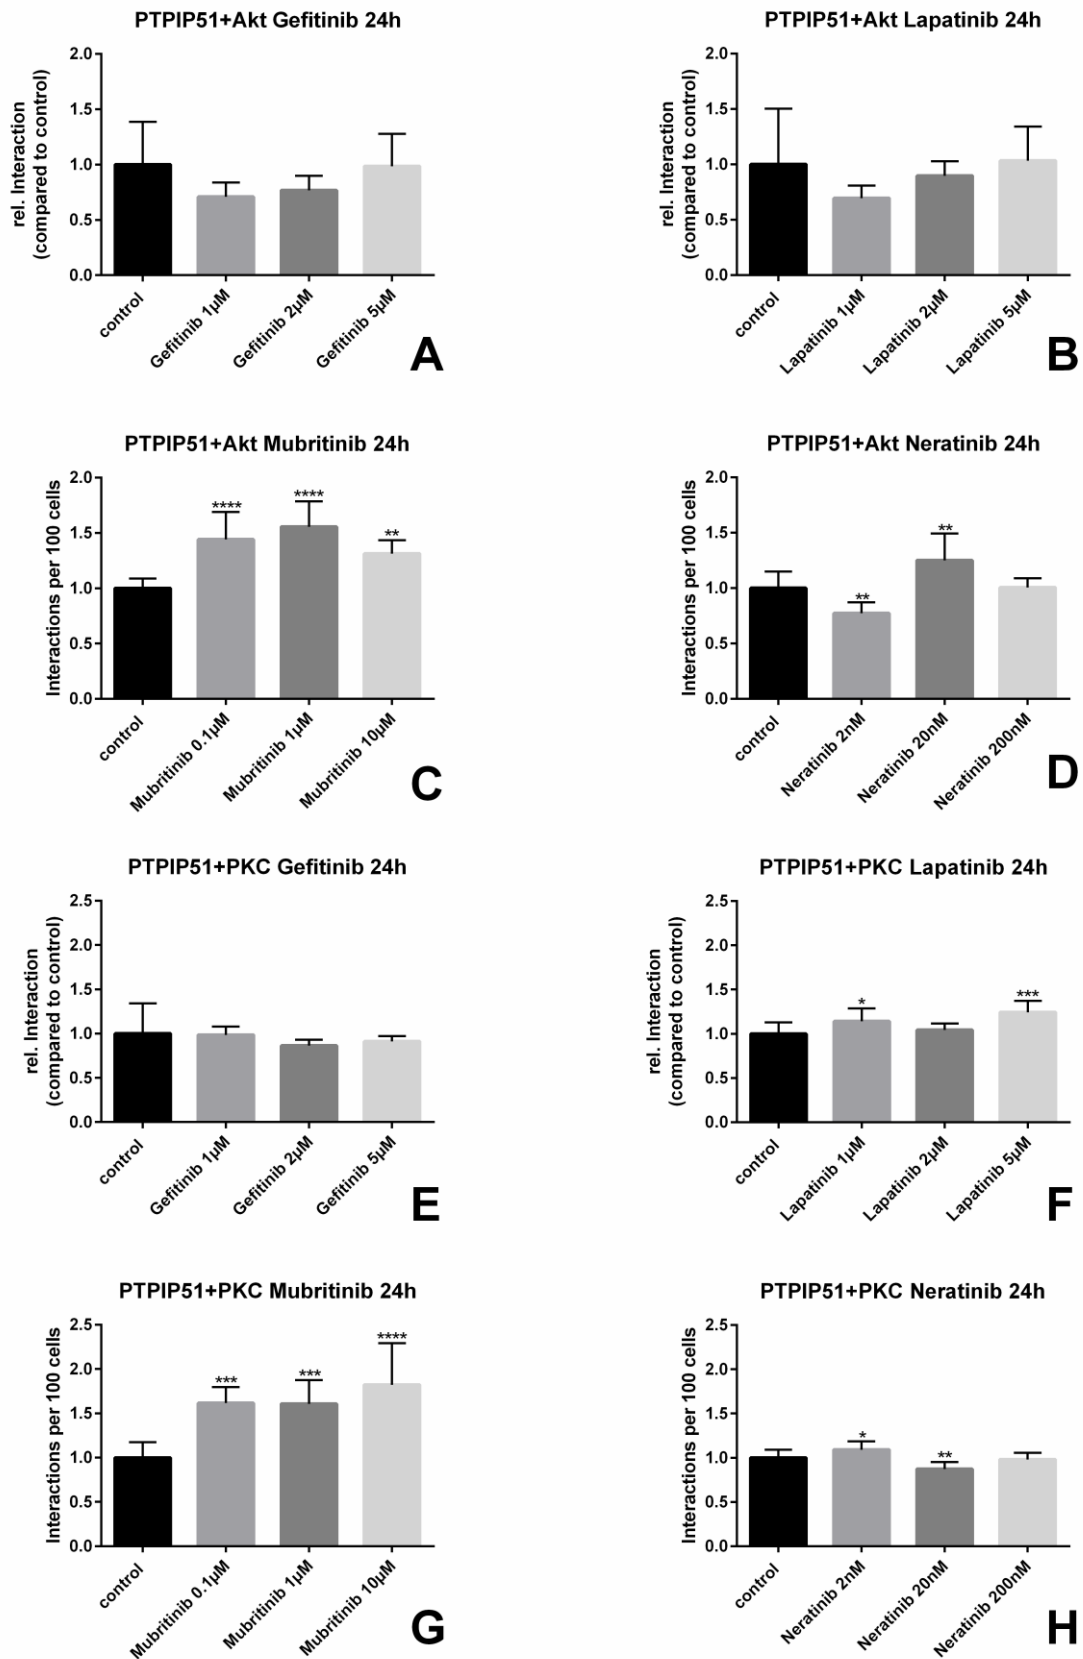 PTPIP51+Akt Gefitinib 24h
rel. Interaction
(compared to control)
2.0
1.5
1.0
0.5
0.0
control
Gefitinib 1µM
Gefitinib 2µM
Gefitinib 5µM
A
PTPIP51+Akt Lapatinib 24h
rel. Interaction
(compared to control)
2.0
1.5
1.0
0.5
0.0
control
Lapatinib 1µM
Lapatinib 2µM
Lapatinib 5µM
B
PTPIP51+Akt Mubritinib 24h
Interactions per 100 cells
2.0
1.5
1.0
0.5
0.0
****
****
**
control
Mubritinib 0.1µM
Mubritinib 1µM
Mubritinib 10µM
C
PTPIP51+Akt Neratinib 24h
Interactions per 100 cells
2.0
1.5
1.0
0.5
0.0
**
**
control
Neratinib 2nM
Neratinib 20nM
Neratinib 200nM
D
PTPIP51+PKC Gefitinib 24h
rel. Interaction
(compared to control)
2.5
2.0
1.5
1.0
0.5
0.0
control
Gefitinib 1µM
Gefitinib 2µM
Gefitinib 5µM
E
PTPIP51+PKC Lapatinib 24h
rel. Interaction
(compared to control)
2.5
2.0
1.5
1.0
0.5
0.0
*
***
control
Lapatinib 1µM
Lapatinib 2µM
Lapatinib 5µM
F
PTPIP51+PKC Mubritinib 24h
Interactions per 100 cells
2.5
2.0
1.5
1.0
0.5
0.0
***
***
****
control
Mubritinib 0.1µM
Mubritinib 1µM
Mubritinib 10µM
G
PTPIP51+PKC Neratinib 24h
Interactions per 100 cells
2.5
2.0
1.5
1.0
0.5
0.0
*
**
control
Neratinib 2nM
Neratinib 20nM
Neratinib 200nM
H